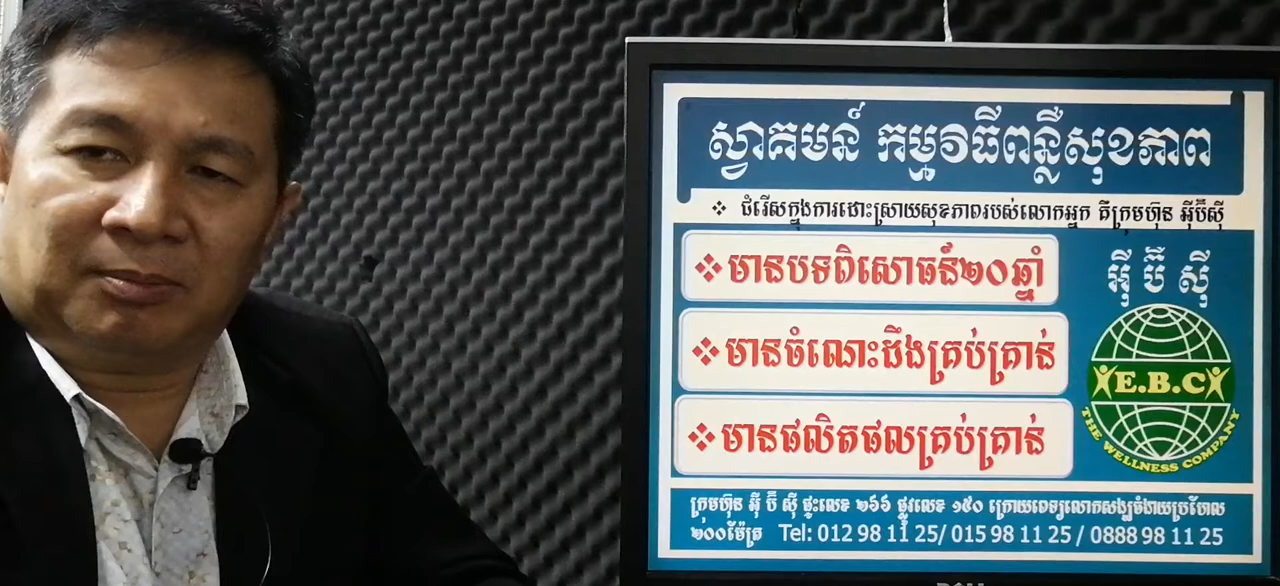 ស្វាគមន៍ កម្មវិធីពន្លឺសុខភាព
❖ ជំរើសក្នុងការដោះស្រាយសុខភាពរបស់លោកអ្នក គឺក្រុមហ៊ុន អ៊ីប៊ីស៊ី
❖មានបទពិសោធន៍២០ឆ្នាំ
❖មានចំណេះដឹងគ្រប់គ្រាន់
❖មានផលិតផលគ្រប់គ្រាន់
អ៊ី ប៊ី ស៊ី
E.B.C
THE WELLNESS COMPANY
ក្រុមហ៊ុន អ៊ី ប៊ី ស៊ី ផ្ទះលេខ ២៦៦ ផ្លូវលេខ ១៥០ ក្រោយពេទ្យលោកសង្ឃចំងាយប្រហែល
២០០ម៉ែត្រ Tel: 012 98 11 25/ 015 98 11 25 / 0888 98 11 25